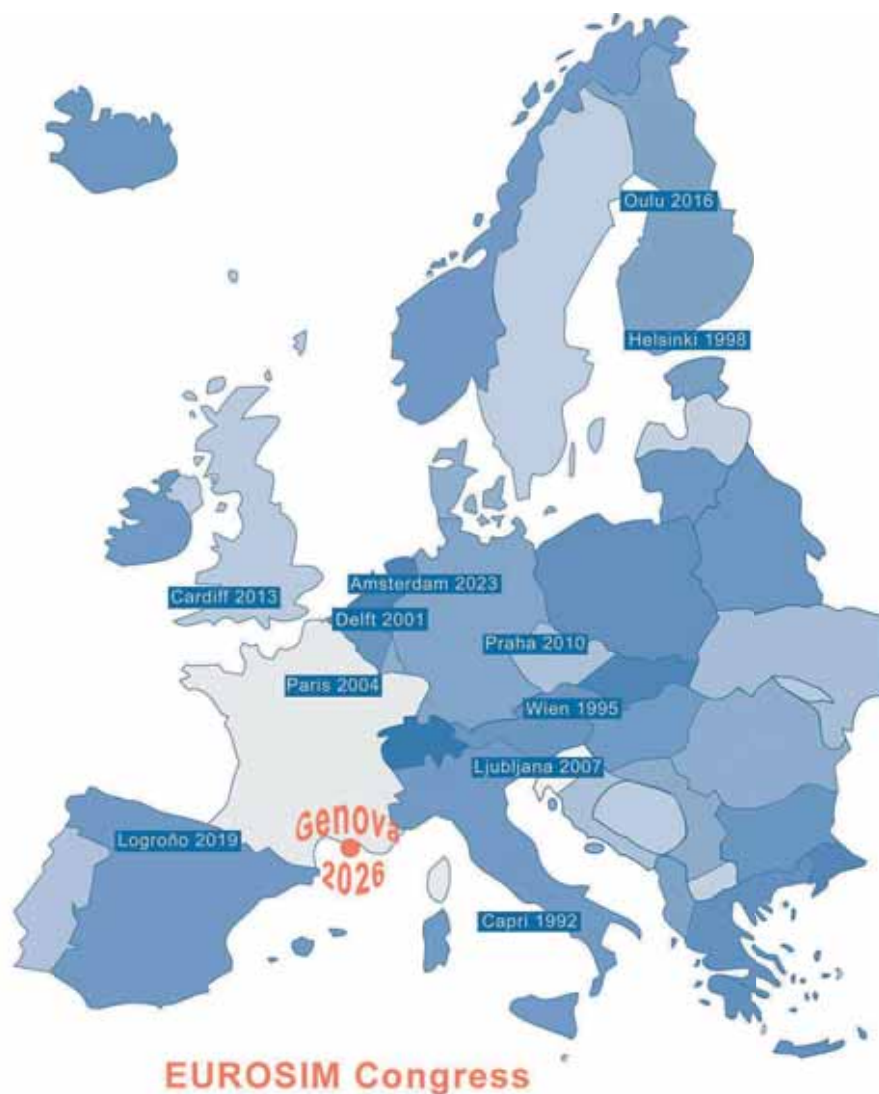 Oulu 2016
Helsinki 1998
Amsterdam 2023
Cardiff 2013
Delft 2001
Praha 2010
Paris 2004
Wien 1995
Ljubljana 2007
Genova
Logroño 2019
2026
Capri 1992
EUROSIM Congress